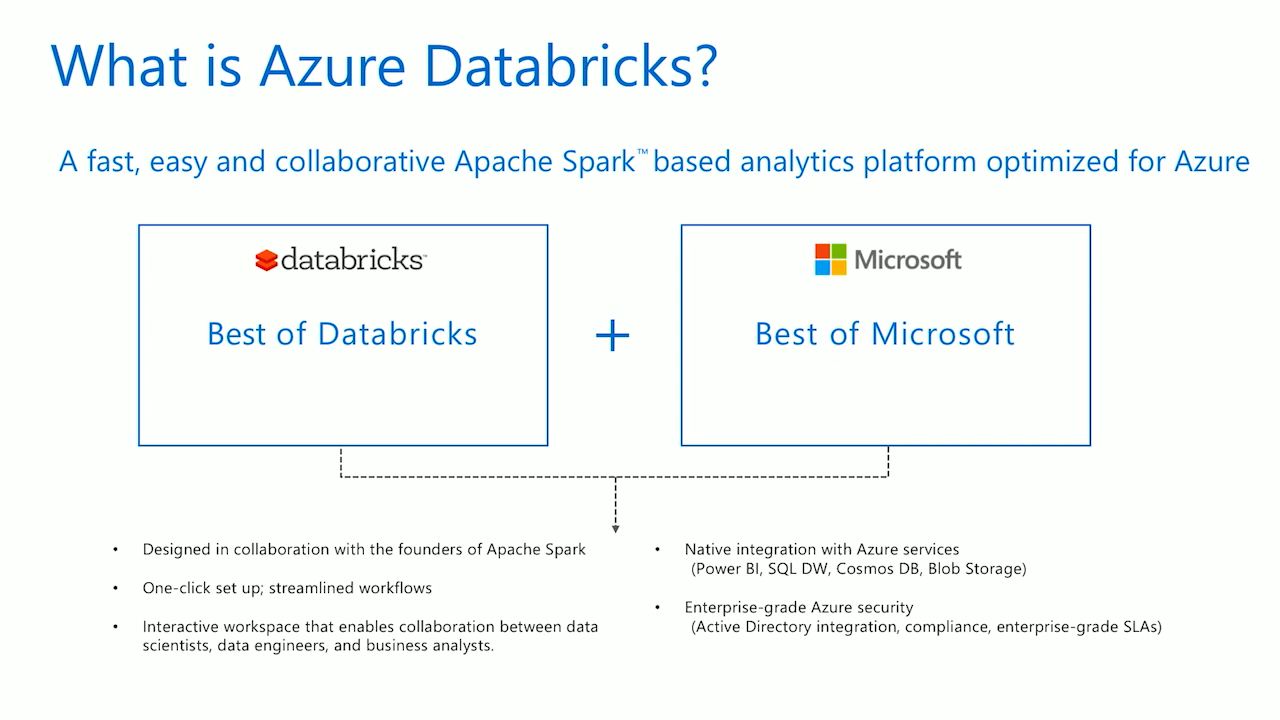 What is Azure Databricks?
A fast, easy and collaborative Apache Spark™ based analytics platform optimized for Azure
databricks™
Best of Databricks
+
Microsoft
Best of Microsoft
• Designed in collaboration with the founders of Apache Spark
• One-click set up; streamlined workflows
• Interactive workspace that enables collaboration between data
scientists, data engineers, and business analysts.
• Native integration with Azure services
(Power BI, SQL DW, Cosmos DB, Blob Storage)
• Enterprise-grade Azure security
(Active Directory integration, compliance, enterprise-grade SLAs)